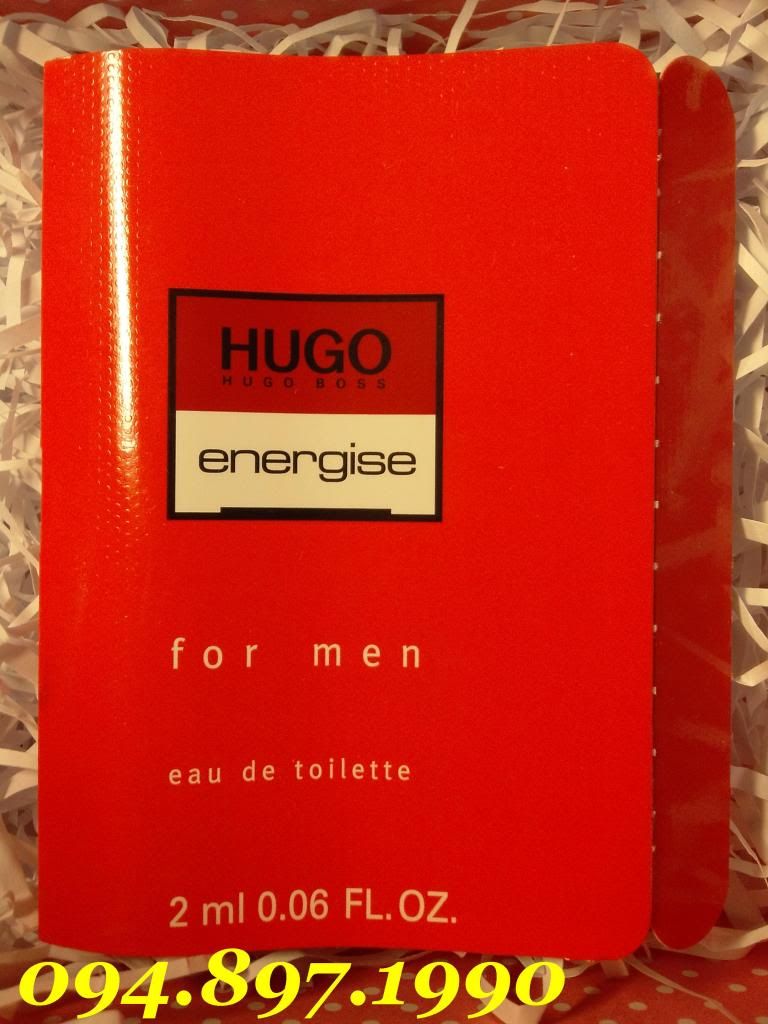 HUGO
HUGO BOSS
energise
for men
eau de toilette
2 ml 0.06 FL.OZ.
094.897.1990